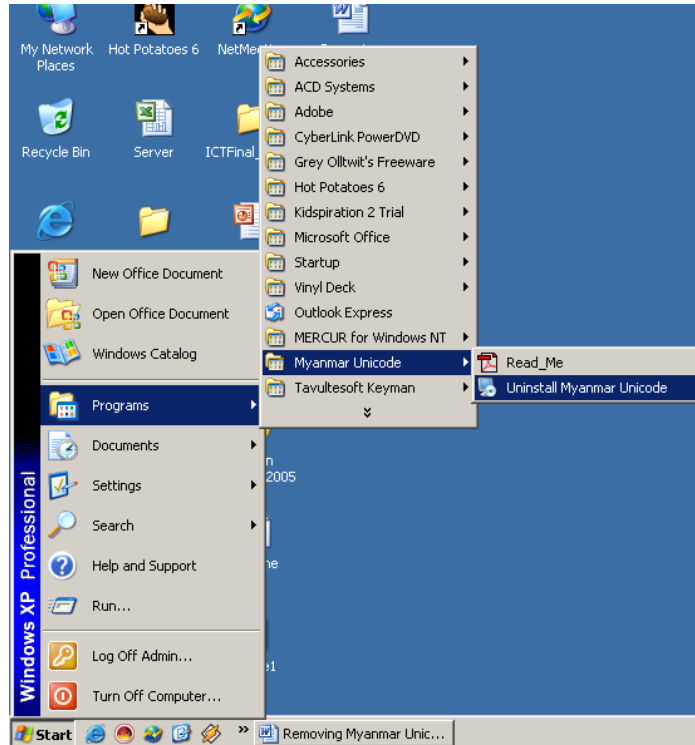 My Network
Places
Hot Potatoes 6
Recycle Bin
Server
Accessories
ACD Systems
Adobe
CyberLink PowerDVD
Grey Olltwit's Freeware
Hot Potatoes 6
Kidspiration 2 Trial
Microsoft Office
Startup
Vinyl Deck
Outlook Express
MERCUR for Windows NT
Myanmar Unicode
Tavultesoft Keyman
Read_Me
Uninstall Myanmar Unicode
New Office Document
Open Office Document
Windows Catalog
Programs
Documents
Settings
Search
Help and Support
Run...
Log Off Admin...
Turn Off Computer...
Windows XP Professional
2005
Start
Removing Myanmar Unic...